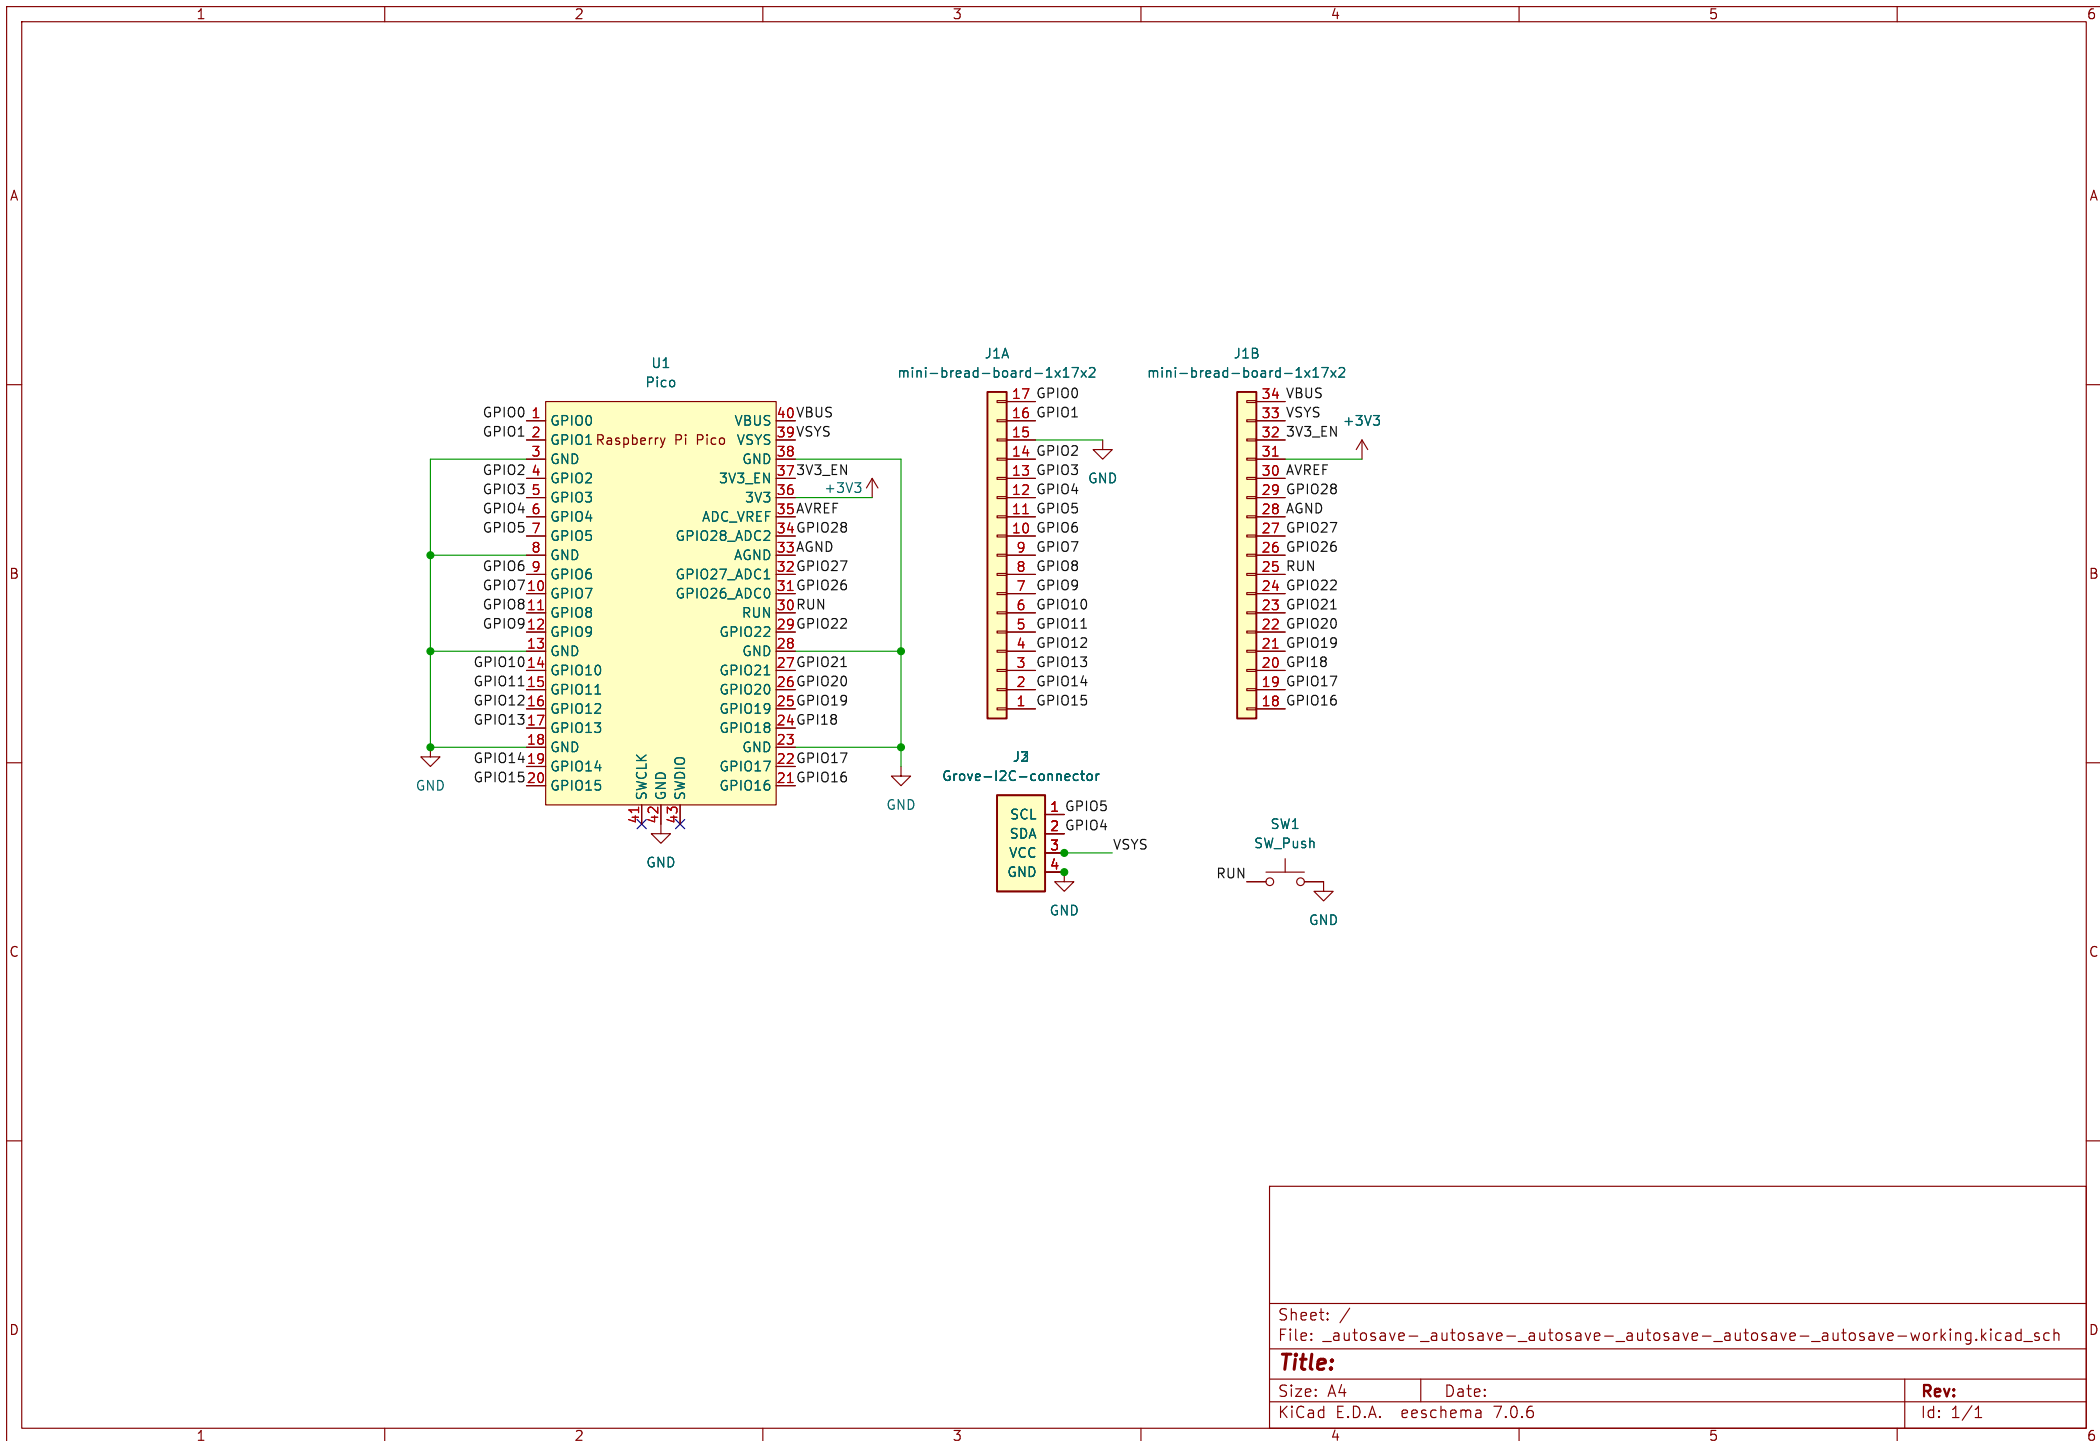 1 2 3 4 5 6
A A
B B
C C
D D
U1
Pico
Raspberry Pi Pico
GPIO0 1 GPIO0
GPIO1 2 GPIO1
3 GND
GPIO2 4 GPIO2
GPIO3 5 GPIO3
GPIO4 6 GPIO4
GPIO5 7 GPIO5
8 GND
GPIO6 9 GPIO6
GPIO7 10 GPIO7
GPIO8 11 GPIO8
GPIO9 12 GPIO9
13 GND
GPIO10 14 GPIO10
GPIO11 15 GPIO11
GPIO12 16 GPIO12
GPIO13 17 GPIO13
18 GND
GPIO14 19 GPIO14
GPIO15 20 GPIO15
GND
VBUS 40 VBUS
VSYS 39 VSYS
GND 38
3V3_EN 37 3V3_EN
3V3 36 +3V3
ADC_VREF 35 AVREF
GPIO28_ADC2 34 GPIO28
AGND 33 AGND
GPIO27_ADC1 32 GPIO27
GPIO26_ADC0 31 GPIO26
RUN 30 RUN
GPIO22 29 GPIO22
GND 28
GPIO21 27 GPIO21
GPIO20 26 GPIO20
GPIO19 25 GPIO19
GPIO18 24 GPI18
GND 23
GPIO17 22 GPIO17
GPIO16 21 GPIO16
GND
SWCLK 41
GND 42
SWDIO 43
GND
J1A
mini-bread-board-1x17x2
17 GPIO0
16 GPIO1
15
GND
14 GPIO2
13 GPIO3
12 GPIO4
11 GPIO5
10 GPIO6
9 GPIO7
8 GPIO8
7 GPIO9
6 GPIO10
5 GPIO11
4 GPIO12
3 GPIO13
2 GPIO14
1 GPIO15
J1B
mini-bread-board-1x17x2
34 VBUS
33 VSYS
32 3V3_EN
31 +3V3
30 AVREF
29 GPIO28
28 AGND
27 GPIO27
26 GPIO26
25 RUN
24 GPIO22
23 GPIO21
22 GPIO20
21 GPIO19
20 GPI18
19 GPIO17
18 GPIO16
Grove-I2C-connector
SCL 1 GPIO5
SDA 2 GPIO4
VCC 3 VSYS
GND 4
GND
SW1
SW_Push
RUN
GND
Sheet: /
File: _autosave-_autosave-_autosave-_autosave-_autosave-_autosave-working.kicad_sch
Title:
Size: A4 Date: Rev:
KiCad E.D.A. eeschema 7.0.6 Id: 1/1
1 2 3 4 5 6